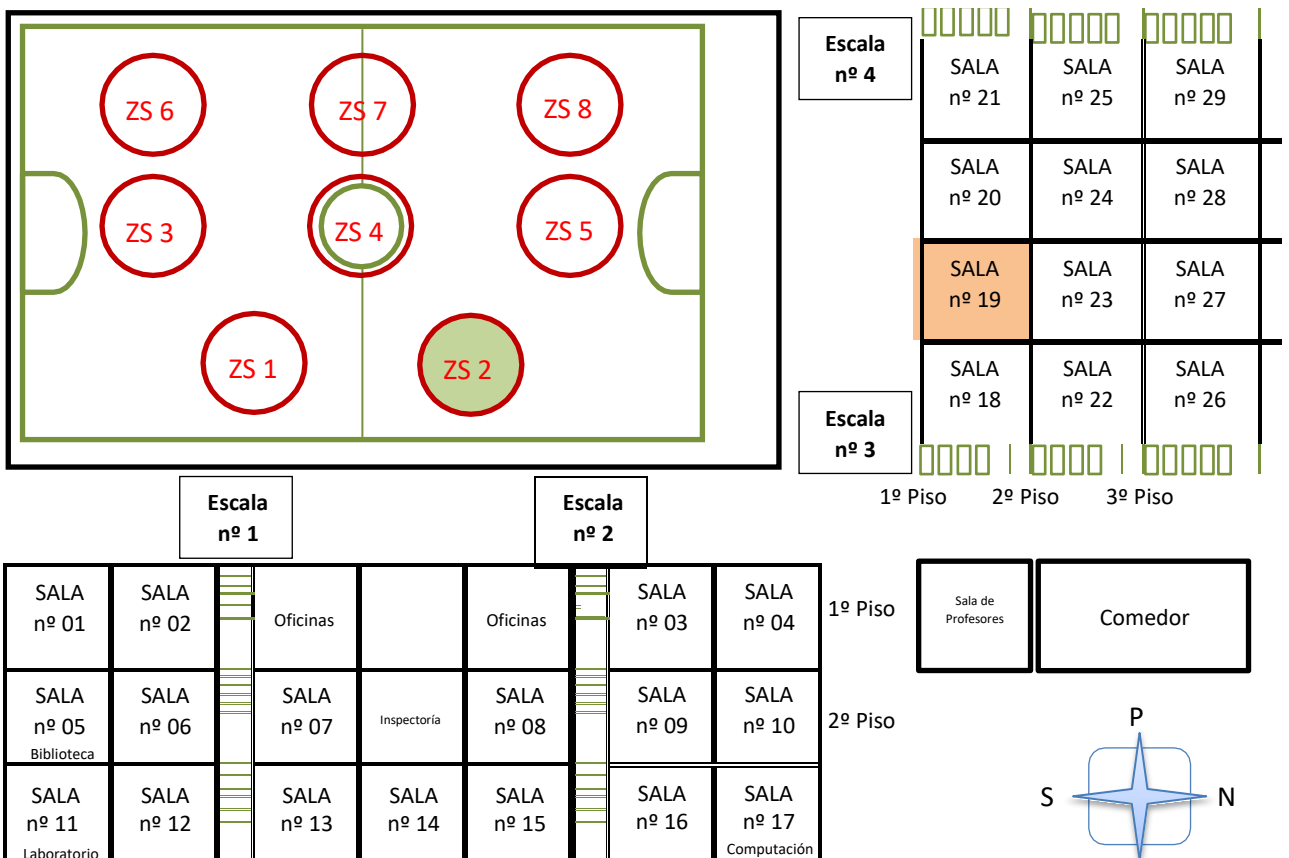 ZS 6
ZS 7
ZS 8
ZS 3
ZS 4
ZS 5
ZS 1
ZS 2
Escala
nº 4
SALA
nº 21
SALA
nº 25
SALA
nº 29
SALA
nº 20
SALA
nº 24
SALA
nº 28
SALA
nº 19
SALA
nº 23
SALA
nº 27
Escala
nº 3
SALA
nº 18
SALA
nº 22
SALA
nº 26
1º Piso
2º Piso
3º Piso
Escala
nº 1
Escala
nº 2
SALA
nº 01
SALA
nº 02
Oficinas
Oficinas
SALA
nº 03
SALA
nº 04
1º Piso
SALA
nº 05
Biblioteca
SALA
nº 06
SALA
nº 07
Inspectoría
SALA
nº 08
SALA
nº 09
SALA
nº 10
2º Piso
SALA
nº 11
Laboratorio
SALA
nº 12
SALA
nº 13
SALA
nº 14
SALA
nº 15
SALA
nº 16
SALA
nº 17
Computación
Sala de
Profesores
Comedor
P
S
N